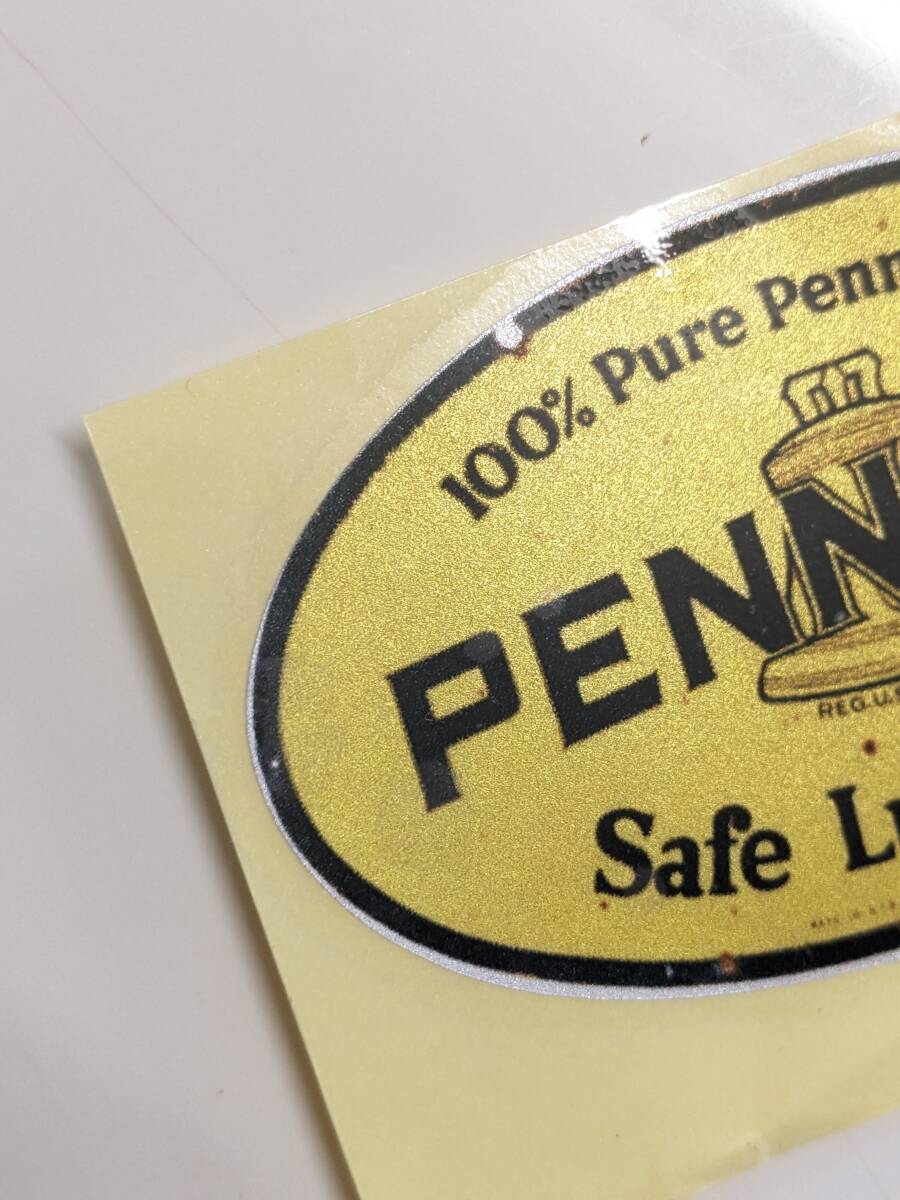 100% Pure Penn
PENN
REG. U.S
Safe L